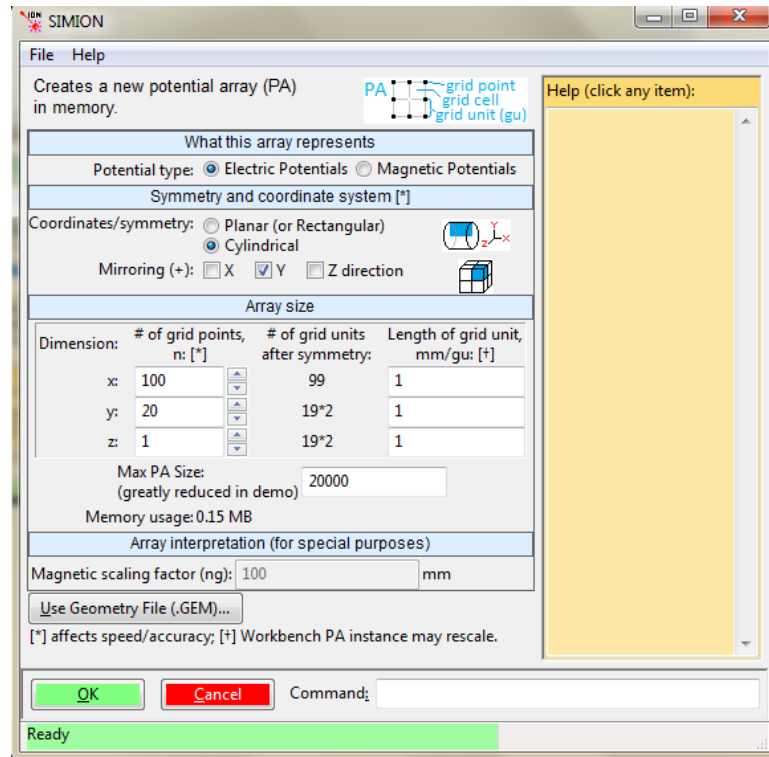 ION SIMION
File Help
Creates a new potential array (PA)
in memory.
PA grid point
grid cell
grid unit (gu)
What this array represents
Potential type: Electric Potentials Magnetic Potentials
Symmetry and coordinate system [*]
Coordinates/symmetry: Planar (or Rectangular)
Cylindrical
Y
z x
Mirroring (+): X Y Z direction
Array size
Dimension: # of grid points, n: [*] # of grid units after symmetry: Length of grid unit, mm/gu: [†]
x: 100 99 1
y: 20 19*2 1
z: 1 19*2 1
Max PA Size:
(greatly reduced in demo) 20000
Memory usage: 0.15 MB
Array interpretation (for special purposes)
Magnetic scaling factor (ng): 100 mm
Use Geometry File (.GEM)...
[*] affects speed/accuracy; [†] Workbench PA instance may rescale.
Help (click any item):
OK Cancel Command:
Ready